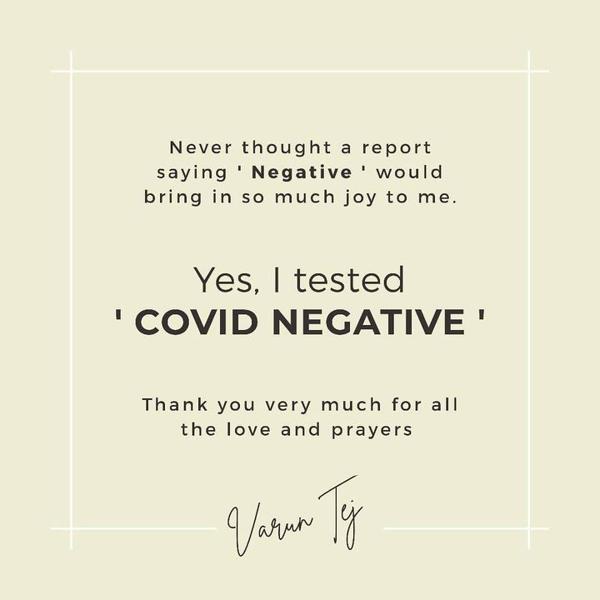 Never thought a report
saying ' Negative ' would
bring in so much joy to me.
Yes, I tested
' COVID NEGATIVE '
Thank you very much for all
the love and prayers
Varun Tej